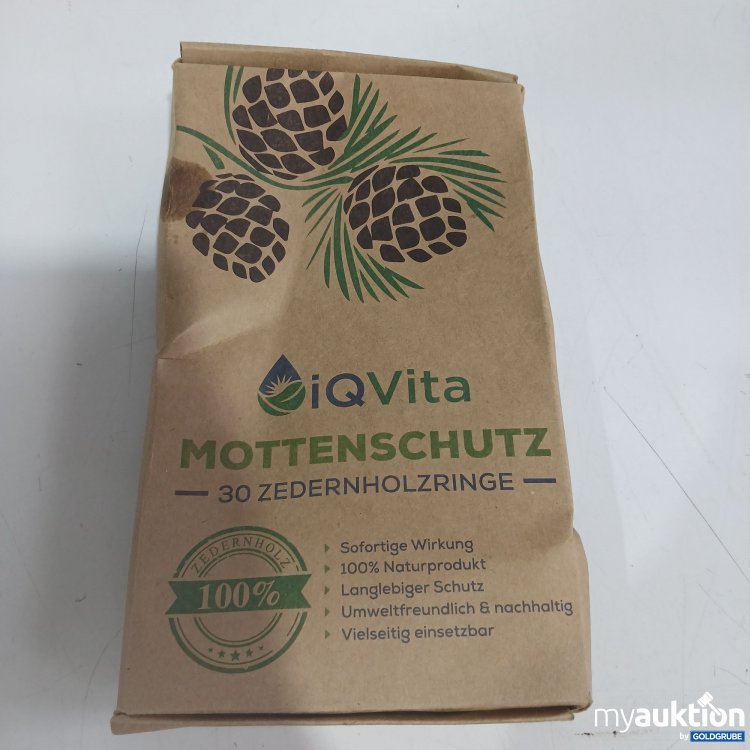 iQVita
MOTTENSCHUTZ
30 ZEDERNHOLZRINGE
ZEDERNHOLZ
100%
Sofortige Wirkung
100% Naturprodukt
Langlebiger Schutz
Umweltfreundlich & nachhaltig
Vielseitig einsetzbar
myauktion
by GOLDGRUBE